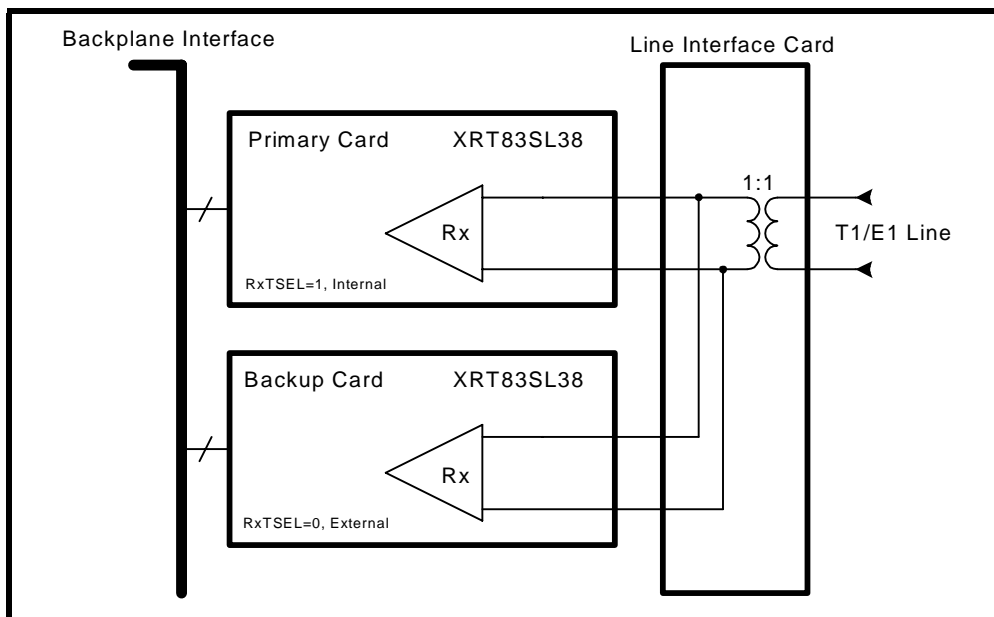 Backplane Interface
Line Interface Card
Primary Card XRT83SL38
1:1
Rx
T1/E1 Line
RxTSEL=1, Internal
Backup Card XRT83SL38
Rx
RxTSEL=0, External